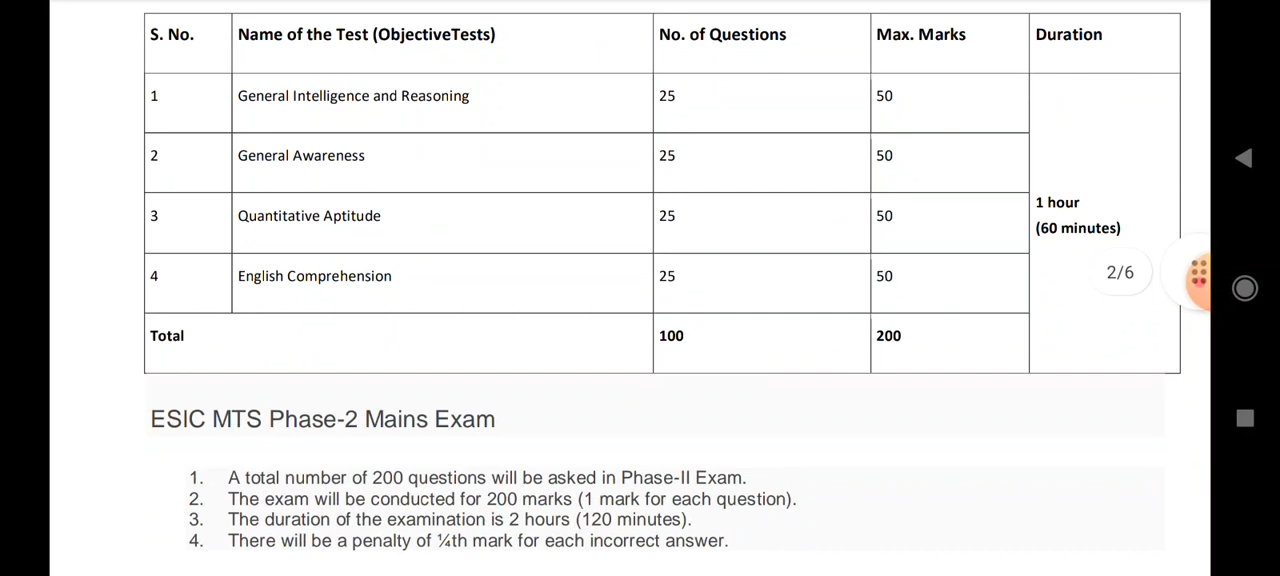 S. No. Name of the Test (ObjectiveTests) No. of Questions Max. Marks Duration
1 General Intelligence and Reasoning 25 50
2 General Awareness 25 50
3 Quantitative Aptitude 25 50
1 hour
(60 minutes)
4 English Comprehension 25 50
2/6
Total 100 200
ESIC MTS Phase-2 Mains Exam
1. A total number of 200 questions will be asked in Phase-II Exam.
2. The exam will be conducted for 200 marks (1 mark for each question).
3. The duration of the examination is 2 hours (120 minutes).
4. There will be a penalty of ¼th mark for each incorrect answer.